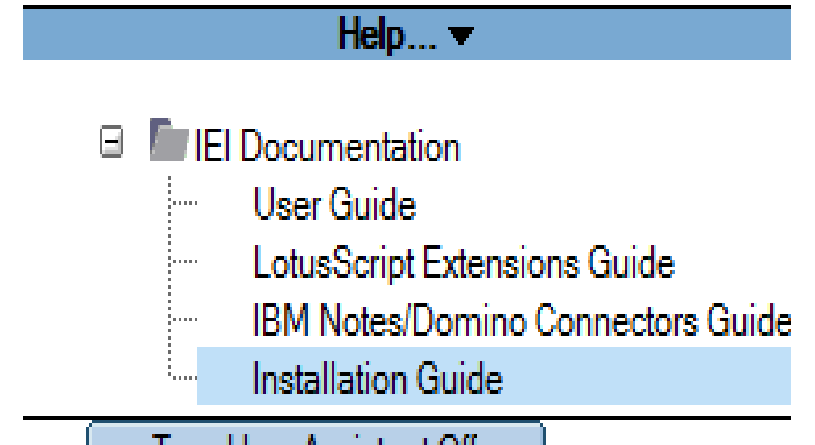 Help... ▼
IEI Documentation
User Guide
LotusScript Extensions Guide
IBM Notes/Domino Connectors Guide
Installation Guide